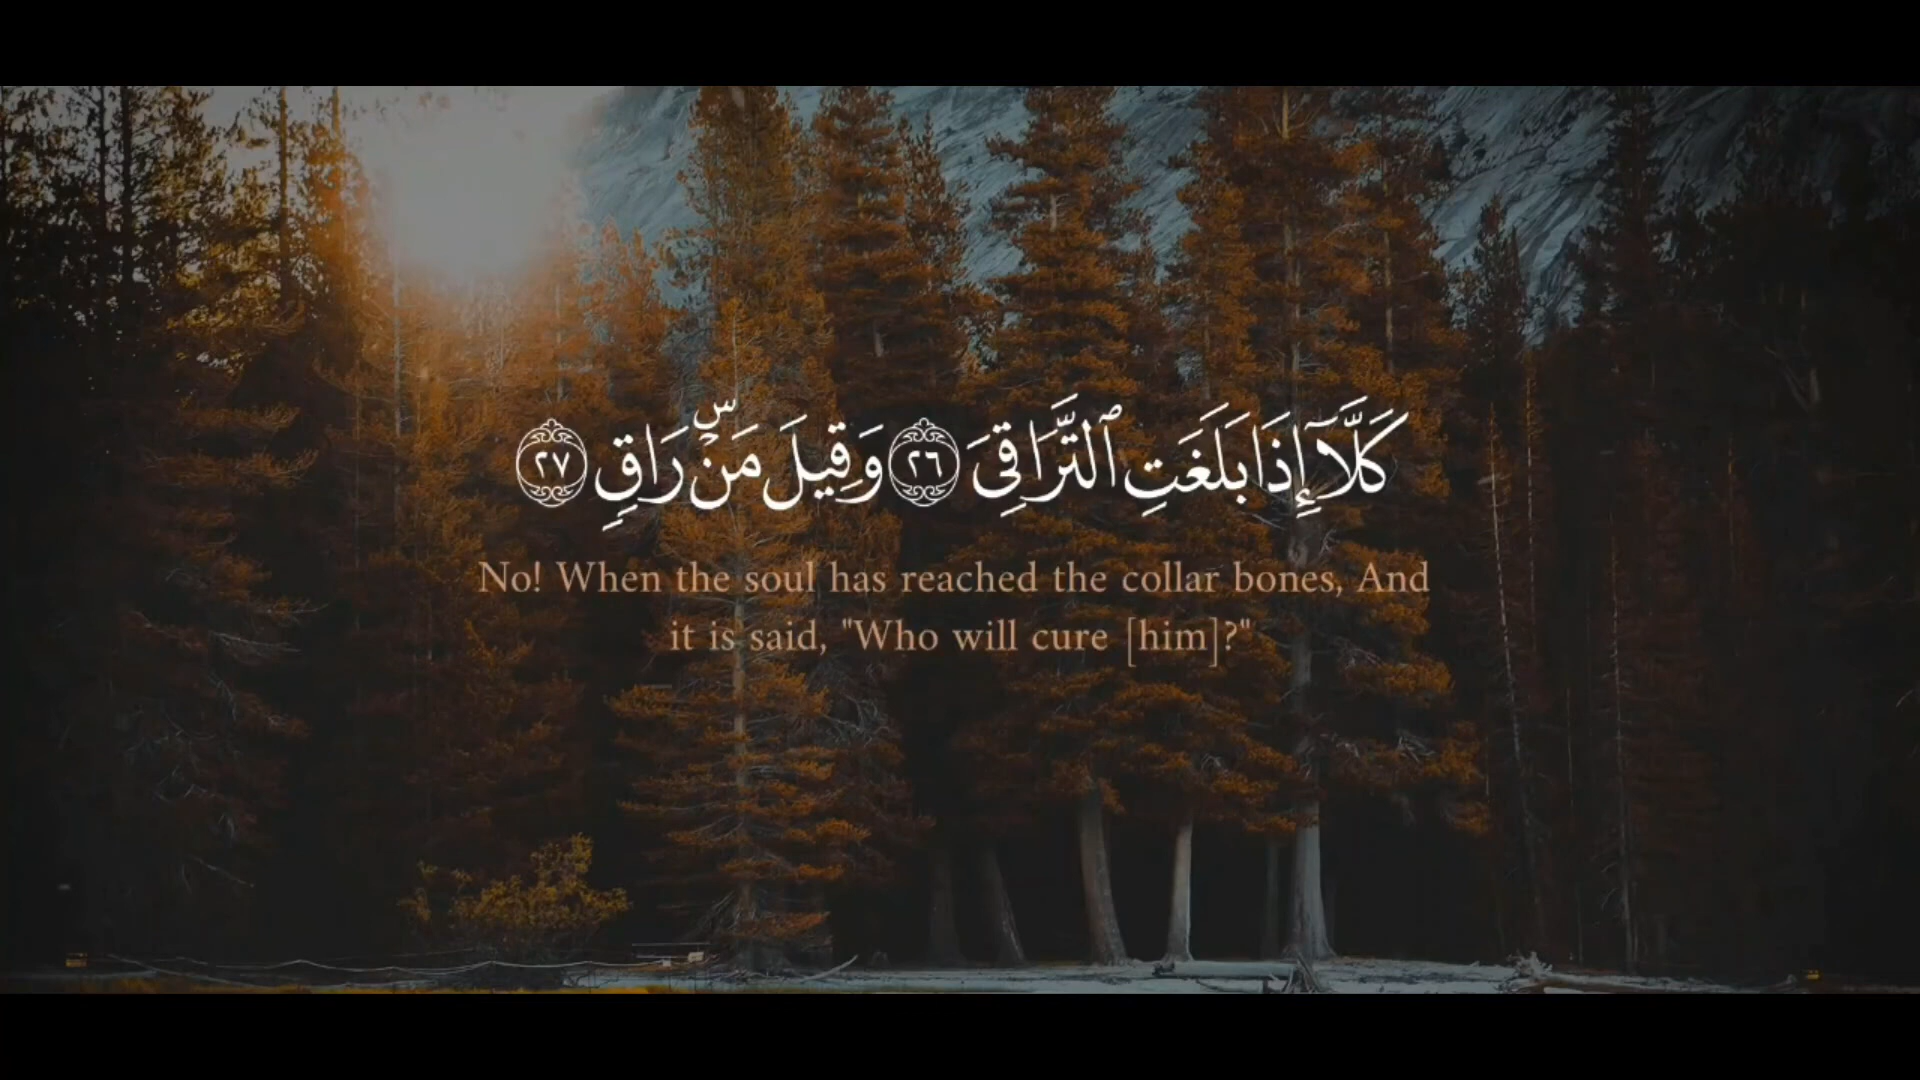 كَلَّآ إِذَا بَلَغَتِ ٱلتَّرَاقِىَ ٢٦ وَقِيلَ مَنْۜ رَاقٍ ٢٧
No! When the soul has reached the collar bones, And
it is said, "Who will cure [him]?"